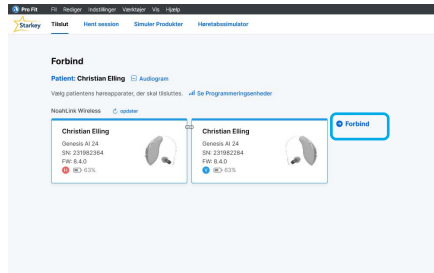 Pro Fit Fil Rediger Indstillinger Værktøjer Vis Hjælp
Starkey Tilslut Hent session Simuler Produkter Høretabssimulator
Forbind
Patient: Christian Elling Audiogram
Vælg patientens høreapparater, der skal tilsluttes. Se Programmeringsenheder
NoahLink Wireless opdater
Christian Elling
Genesis AI 24
SN: 231982364
FW: 8.4.0
H 63%
Christian Elling
Genesis AI 24
SN: 231982284
FW: 8.4.0
V 63%
Forbind